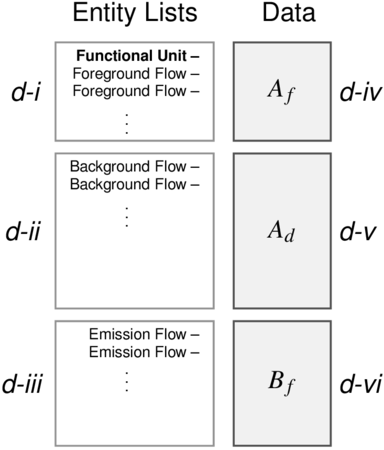 Entity Lists Data
d-i
Functional Unit –
Foreground Flow –
Foreground Flow –
⋮
A_f
d-iv
d-ii
Background Flow –
Background Flow –
⋮
A_d
d-v
d-iii
Emission Flow –
Emission Flow –
⋮
B_f
d-vi